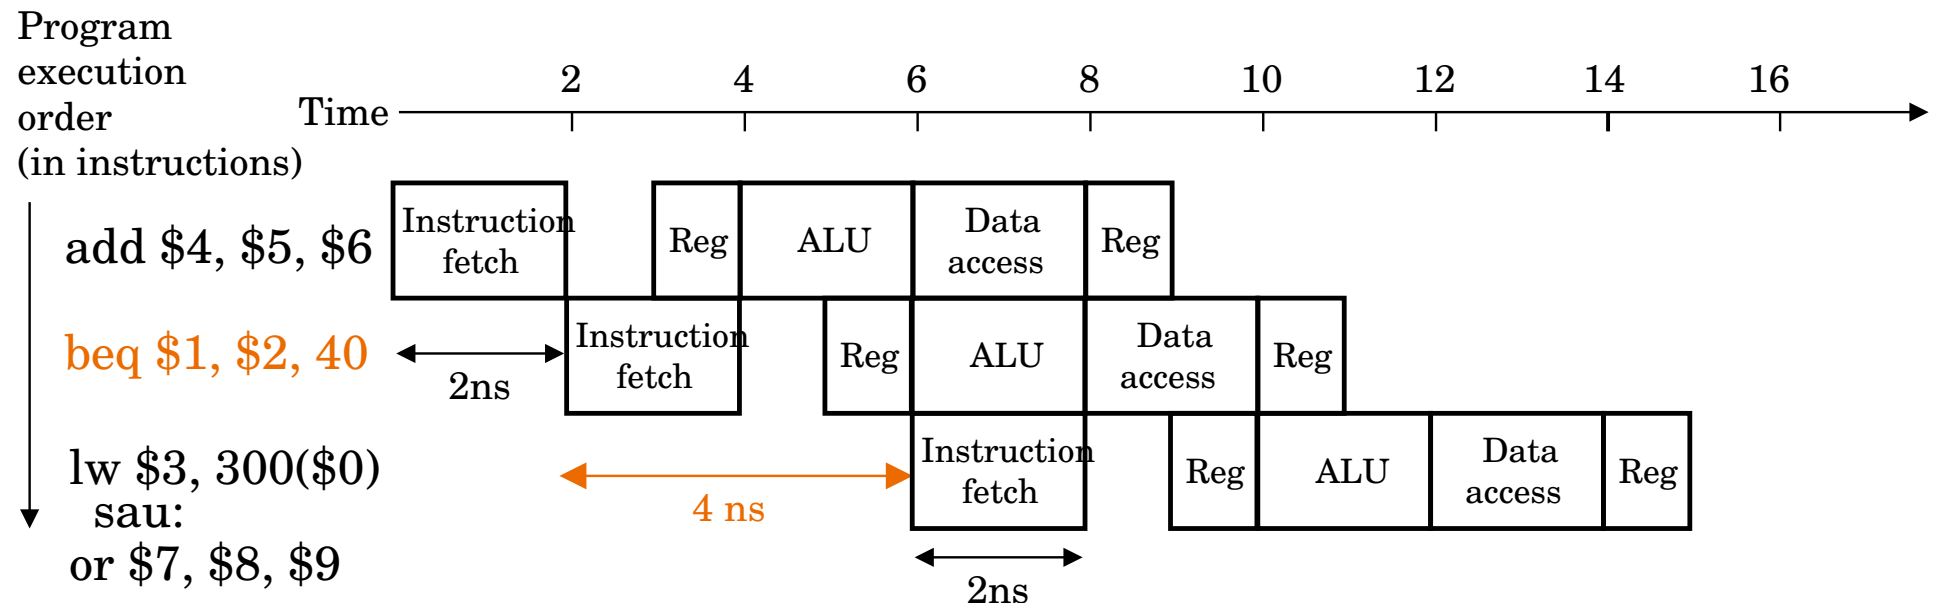 Program
execution
order
(in instructions)
Time
2 4 6 8 10 12 14 16
add $4, $5, $6
Instruction
fetch
Reg
ALU
Data
access
Reg
beq $1, $2, 40
2ns
Instruction
fetch
Reg
ALU
Data
access
Reg
lw $3, 300($0)
sau:
or $7, $8, $9
4 ns
Instruction
fetch
Reg
ALU
Data
access
Reg
2ns